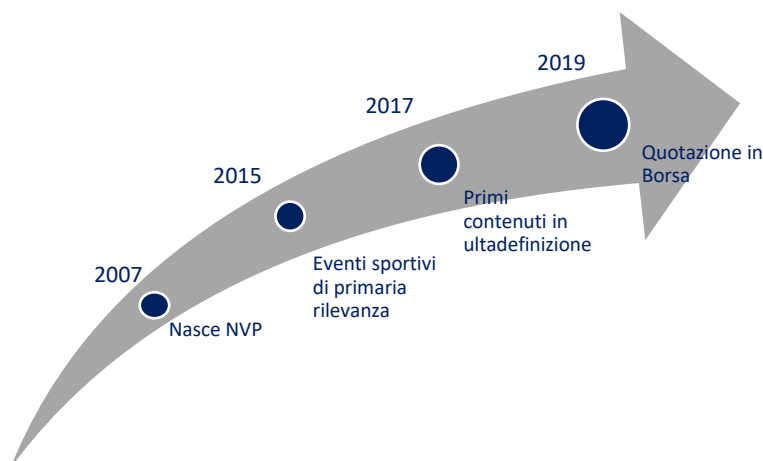 2007
Nasce NVP
2015
Eventi sportivi
di primaria
rilevanza
2017
Primi
contenuti in
ultadefinizione
2019
Quotazione in
Borsa